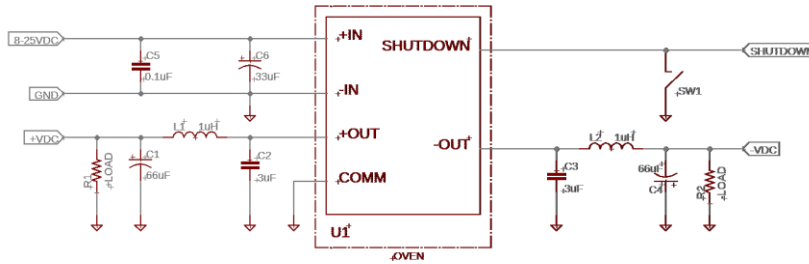 8-25VDC
C5
0.1uF
C6
33uF
GND
+VDC
R1
LOAD
C1
66uF
L1
1uH
C2
3uF
+IN
-IN
+OUT
COMM
SHUTDOWN
-OUT
U1
OVEN
SHUTDOWN
SW1
C3
3uF
L2
1uH
66uF
C4
R2
LOAD
-VDC